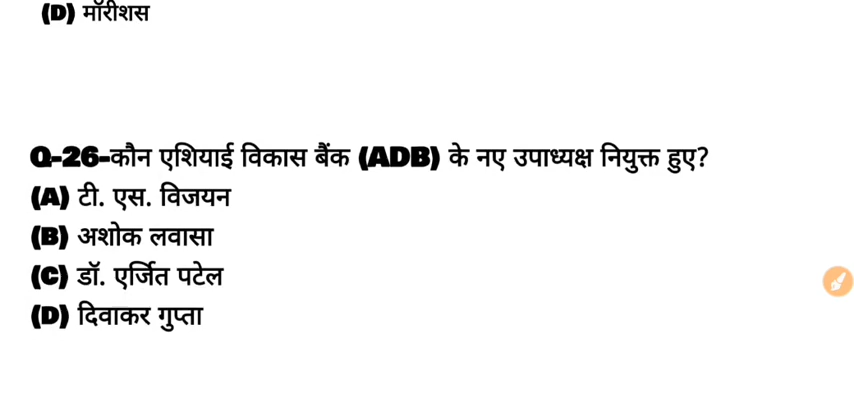 (D) मॉरीशस
Q-26-कौन एशियाई विकास बैंक (ADB) के नए उपाध्यक्ष नियुक्त हुए?
(A) टी. एस. विजयन
(B) अशोक लवासा
(C) डॉ. एर्जित पटेल
(D) दिवाकर गुप्ता